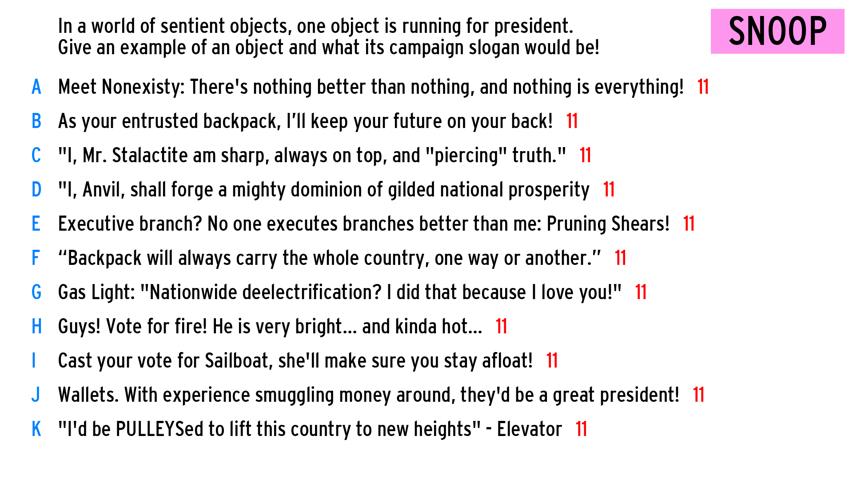 In a world of sentient objects, one object is running for president.
Give an example of an object and what its campaign slogan would be!
SNOOP
A Meet Nonexisty: There's nothing better than nothing, and nothing is everything! 11
B As your entrusted backpack, I’ll keep your future on your back! 11
C "I, Mr. Stalactite am sharp, always on top, and "piercing" truth." 11
D "I, Anvil, shall forge a mighty dominion of gilded national prosperity 11
E Executive branch? No one executes branches better than me: Pruning Shears! 11
F “Backpack will always carry the whole country, one way or another.” 11
G Gas Light: "Nationwide deelectrification? I did that because I love you!" 11
H Guys! Vote for fire! He is very bright... and kinda hot... 11
I Cast your vote for Sailboat, she'll make sure you stay afloat! 11
J Wallets. With experience smuggling money around, they'd be a great president! 11
K "I'd be PULLEYSed to lift this country to new heights" - Elevator 11